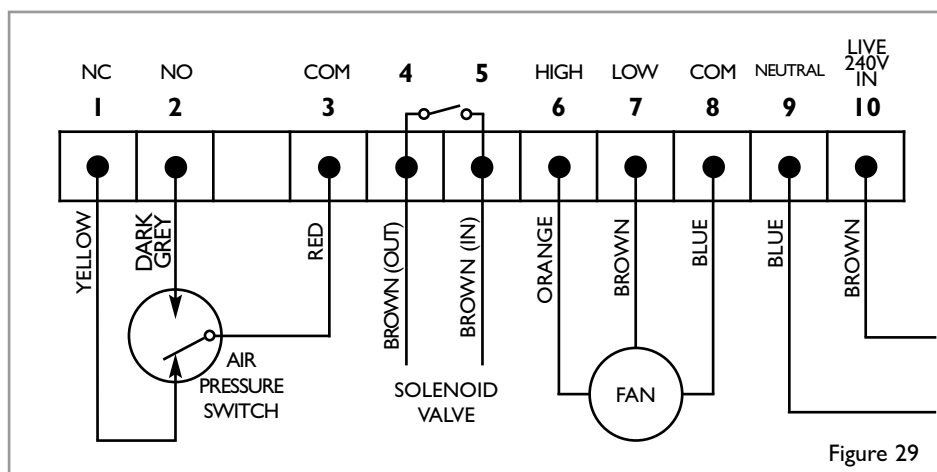 LIVE
240V
IN
NC NO COM 4 5 HIGH LOW COM NEUTRAL
1 2 3 6 7 8 9 10
YELLOW
DARK
GREY
RED
BROWN (OUT)
BROWN (IN)
ORANGE
BROWN
BLUE
BLUE
BROWN
AIR
PRESSURE
SWITCH
SOLENOID
VALVE
FAN
Figure 29